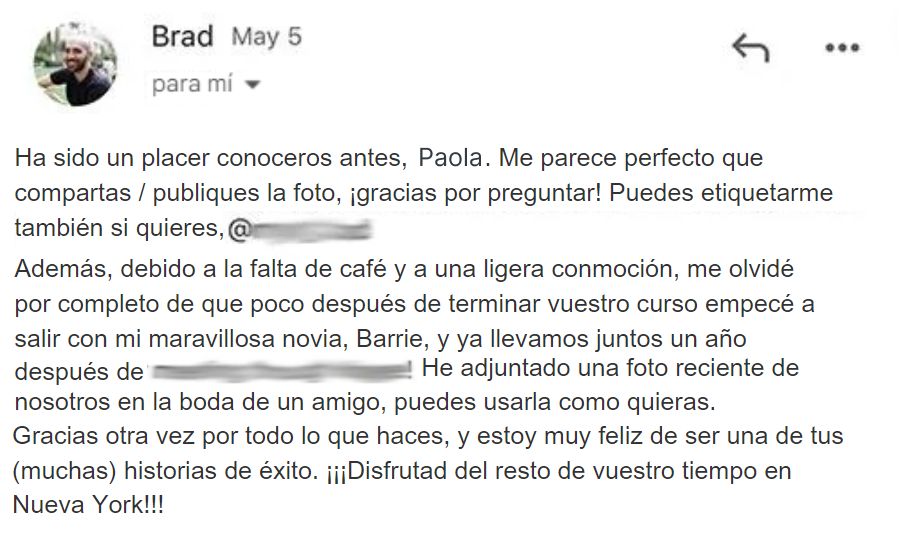 Brad May 5
para mí
Ha sido un placer conoceros antes, Paola. Me parece perfecto que
compartas / publiques la foto, ¡gracias por preguntar! Puedes etiquetarme
también si quieres,@
Además, debido a la falta de café y a una ligera conmoción, me olvidé
por completo de que poco después de terminar vuestro curso empecé a
salir con mi maravillosa novia, Barrie, y ya llevamos juntos un año
después de ! He adjuntado una foto reciente de
nosotros en la boda de un amigo, puedes usarla como quieras.
Gracias otra vez por todo lo que haces, y estoy muy feliz de ser una de tus
(muchas) historias de éxito. ¡¡¡Disfrutad del resto de vuestro tiempo en
Nueva York!!!